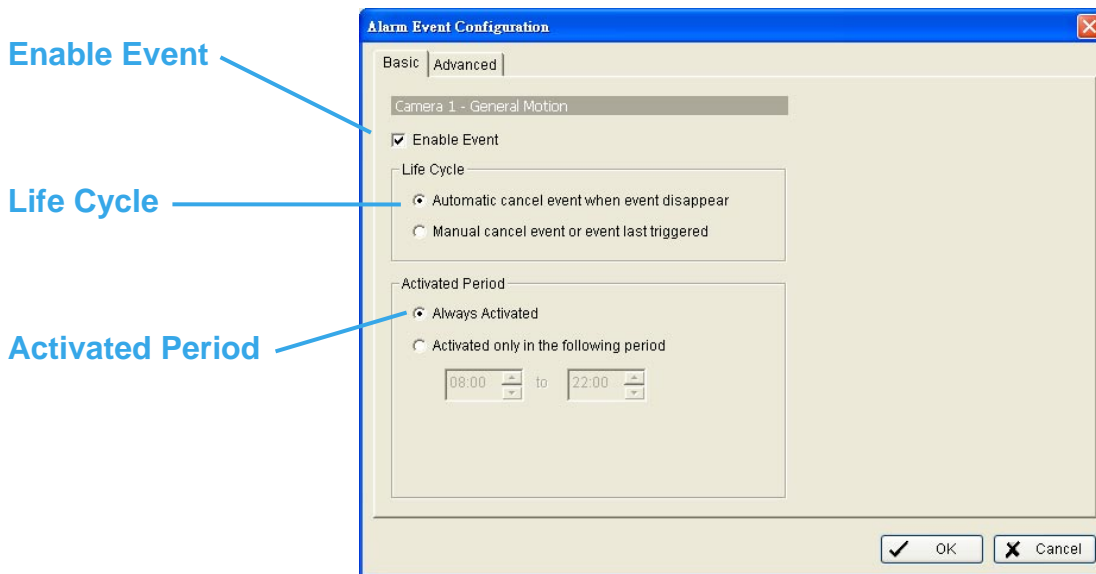 Alarm Event Configuration
Enable Event
Basic Advanced
Camera 1 - General Motion
Enable Event
Life Cycle
Life Cycle
Automatic cancel event when event disappear
Manual cancel event or event last triggered
Activated Period
Always Activated
Activated Period
Activated only in the following period
08:00 to 22:00
OK Cancel